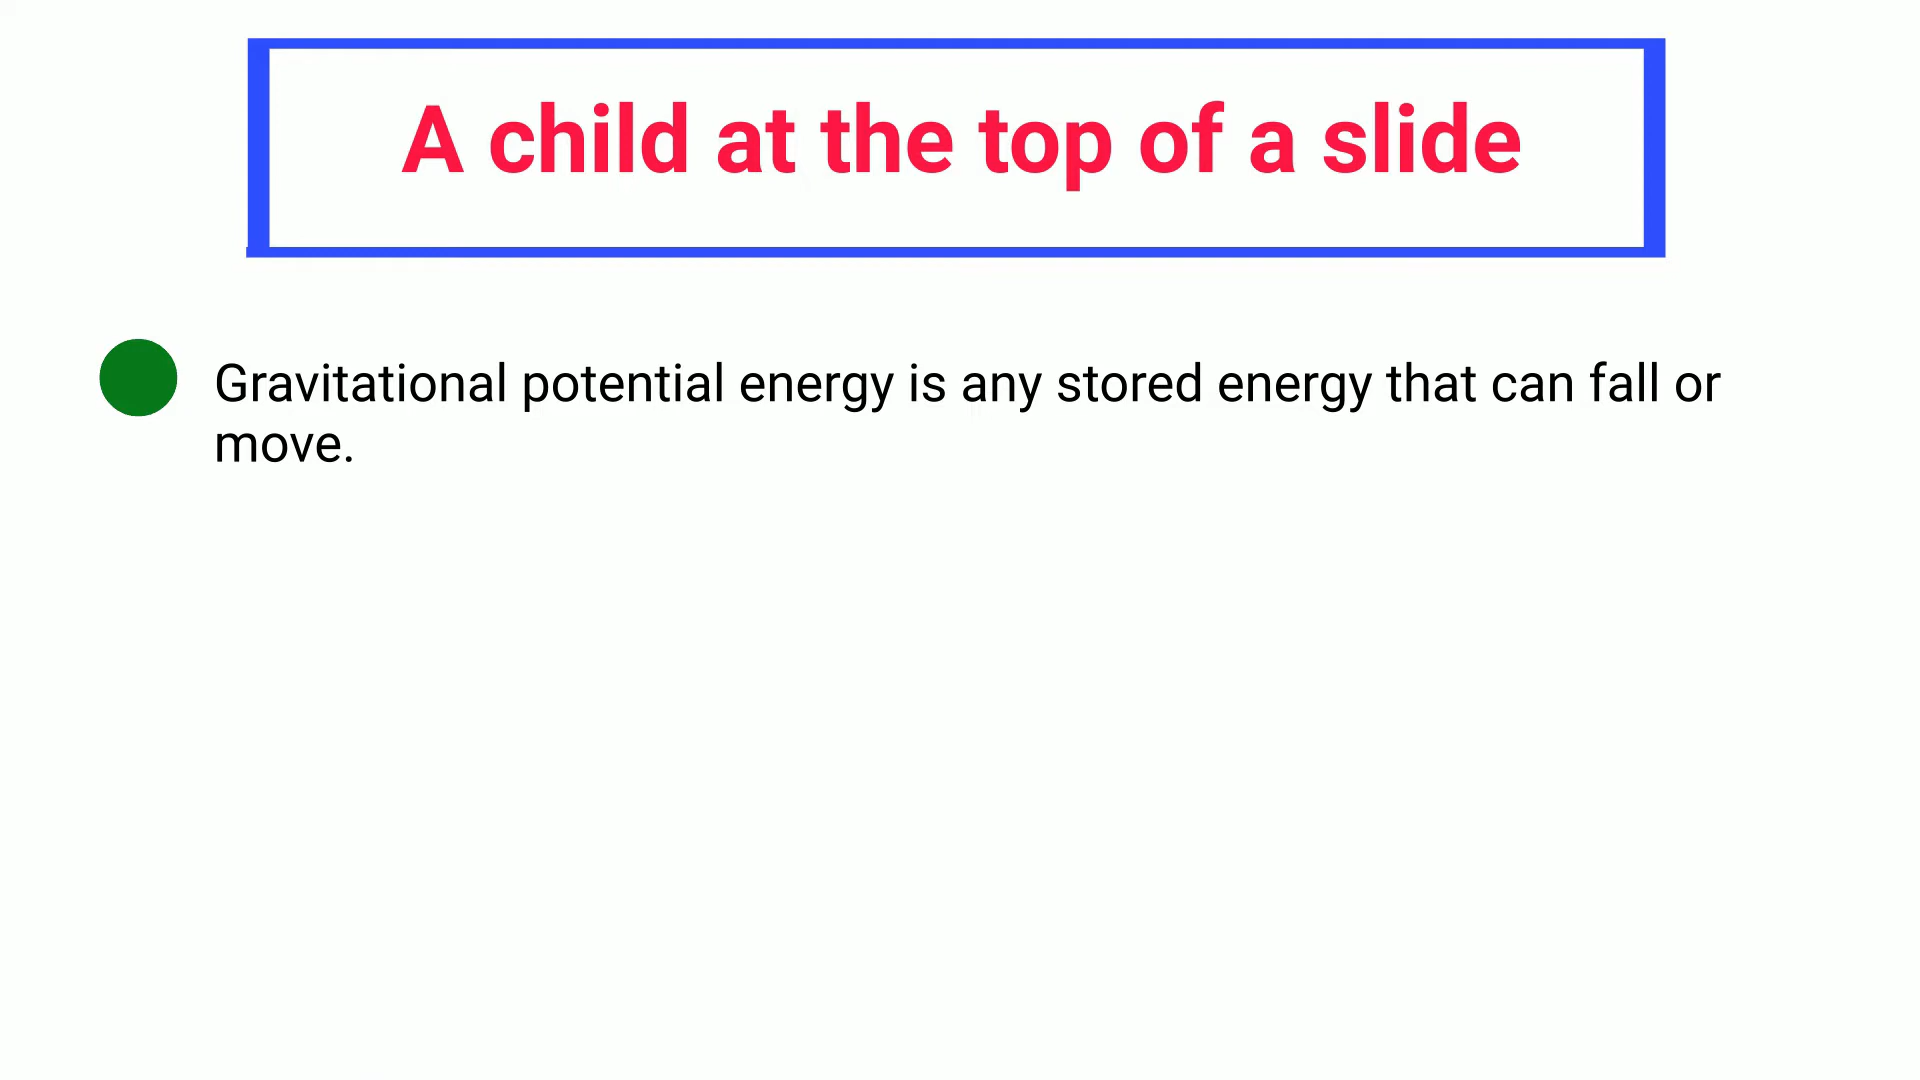 A child at the top of a slide
Gravitational potential energy is any stored energy that can fall or
move.